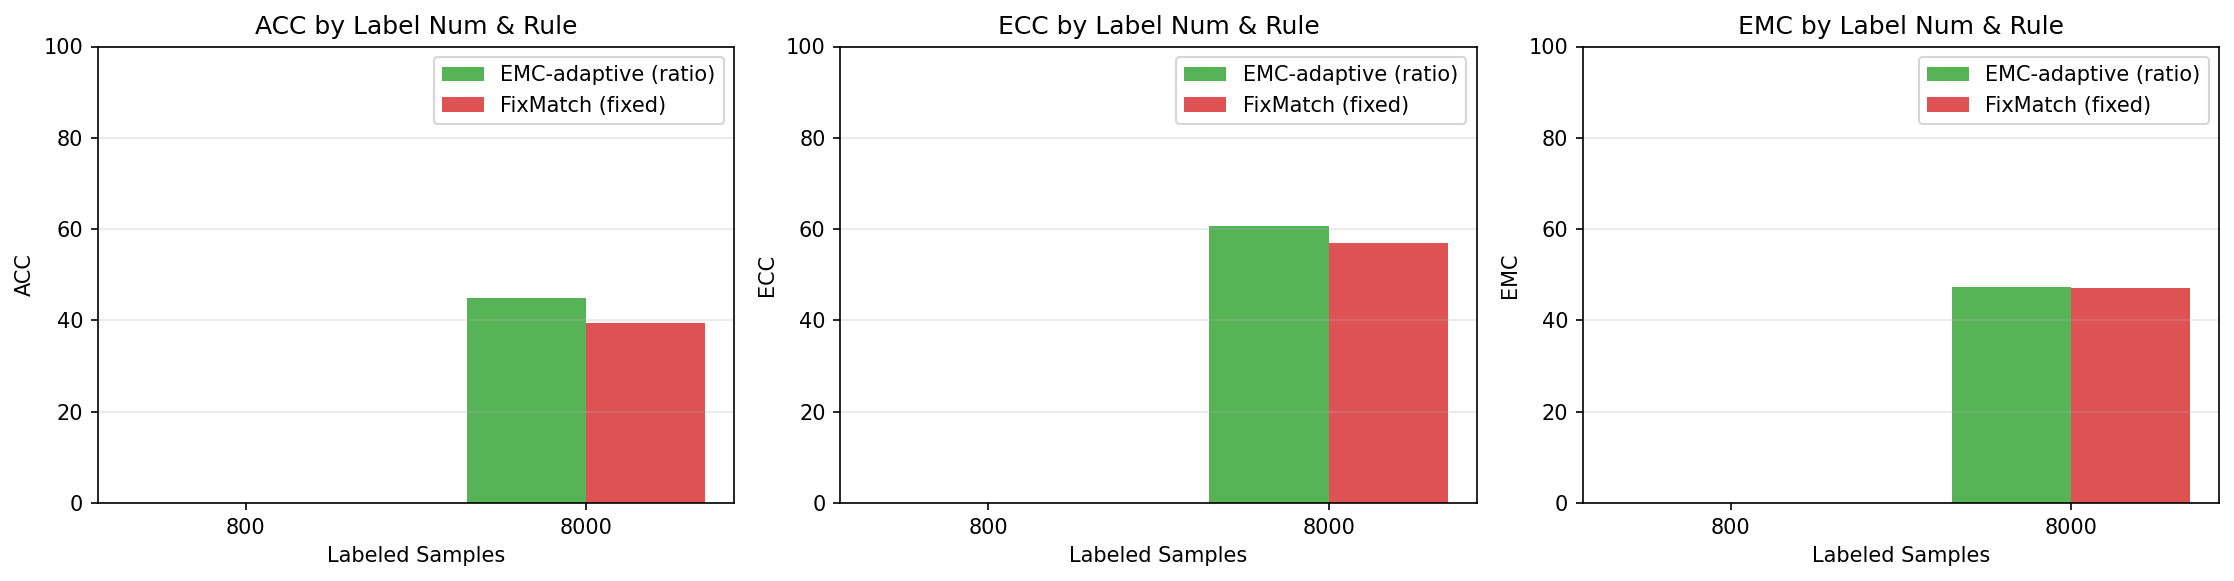 ACC by Label Num & Rule
100
80
60
40
20
0
ACC
EMC-adaptive (ratio)
FixMatch (fixed)
800
8000
Labeled Samples
ECC by Label Num & Rule
100
80
60
40
20
0
ECC
EMC-adaptive (ratio)
FixMatch (fixed)
800
8000
Labeled Samples
EMC by Label Num & Rule
100
80
60
40
20
0
EMC
EMC-adaptive (ratio)
FixMatch (fixed)
800
8000
Labeled Samples